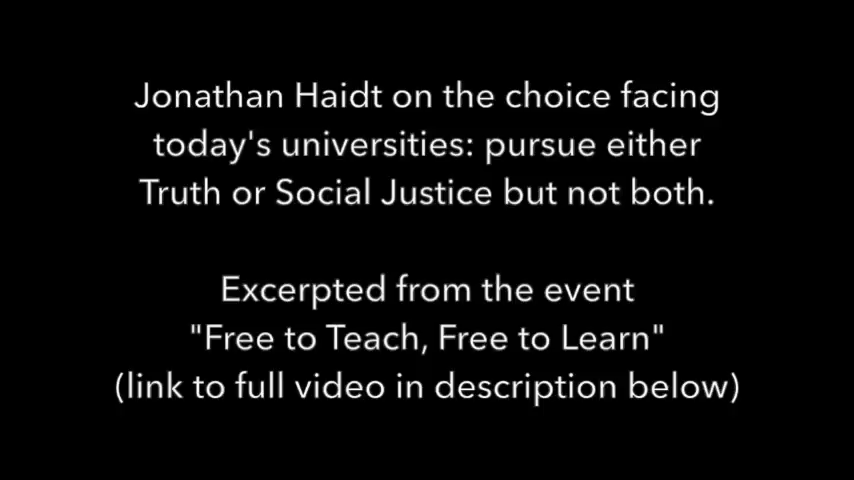 Jonathan Haidt on the choice facing
today's universities: pursue either
Truth or Social Justice but not both.
Excerpted from the event
"Free to Teach, Free to Learn"
(link to full video in description below)